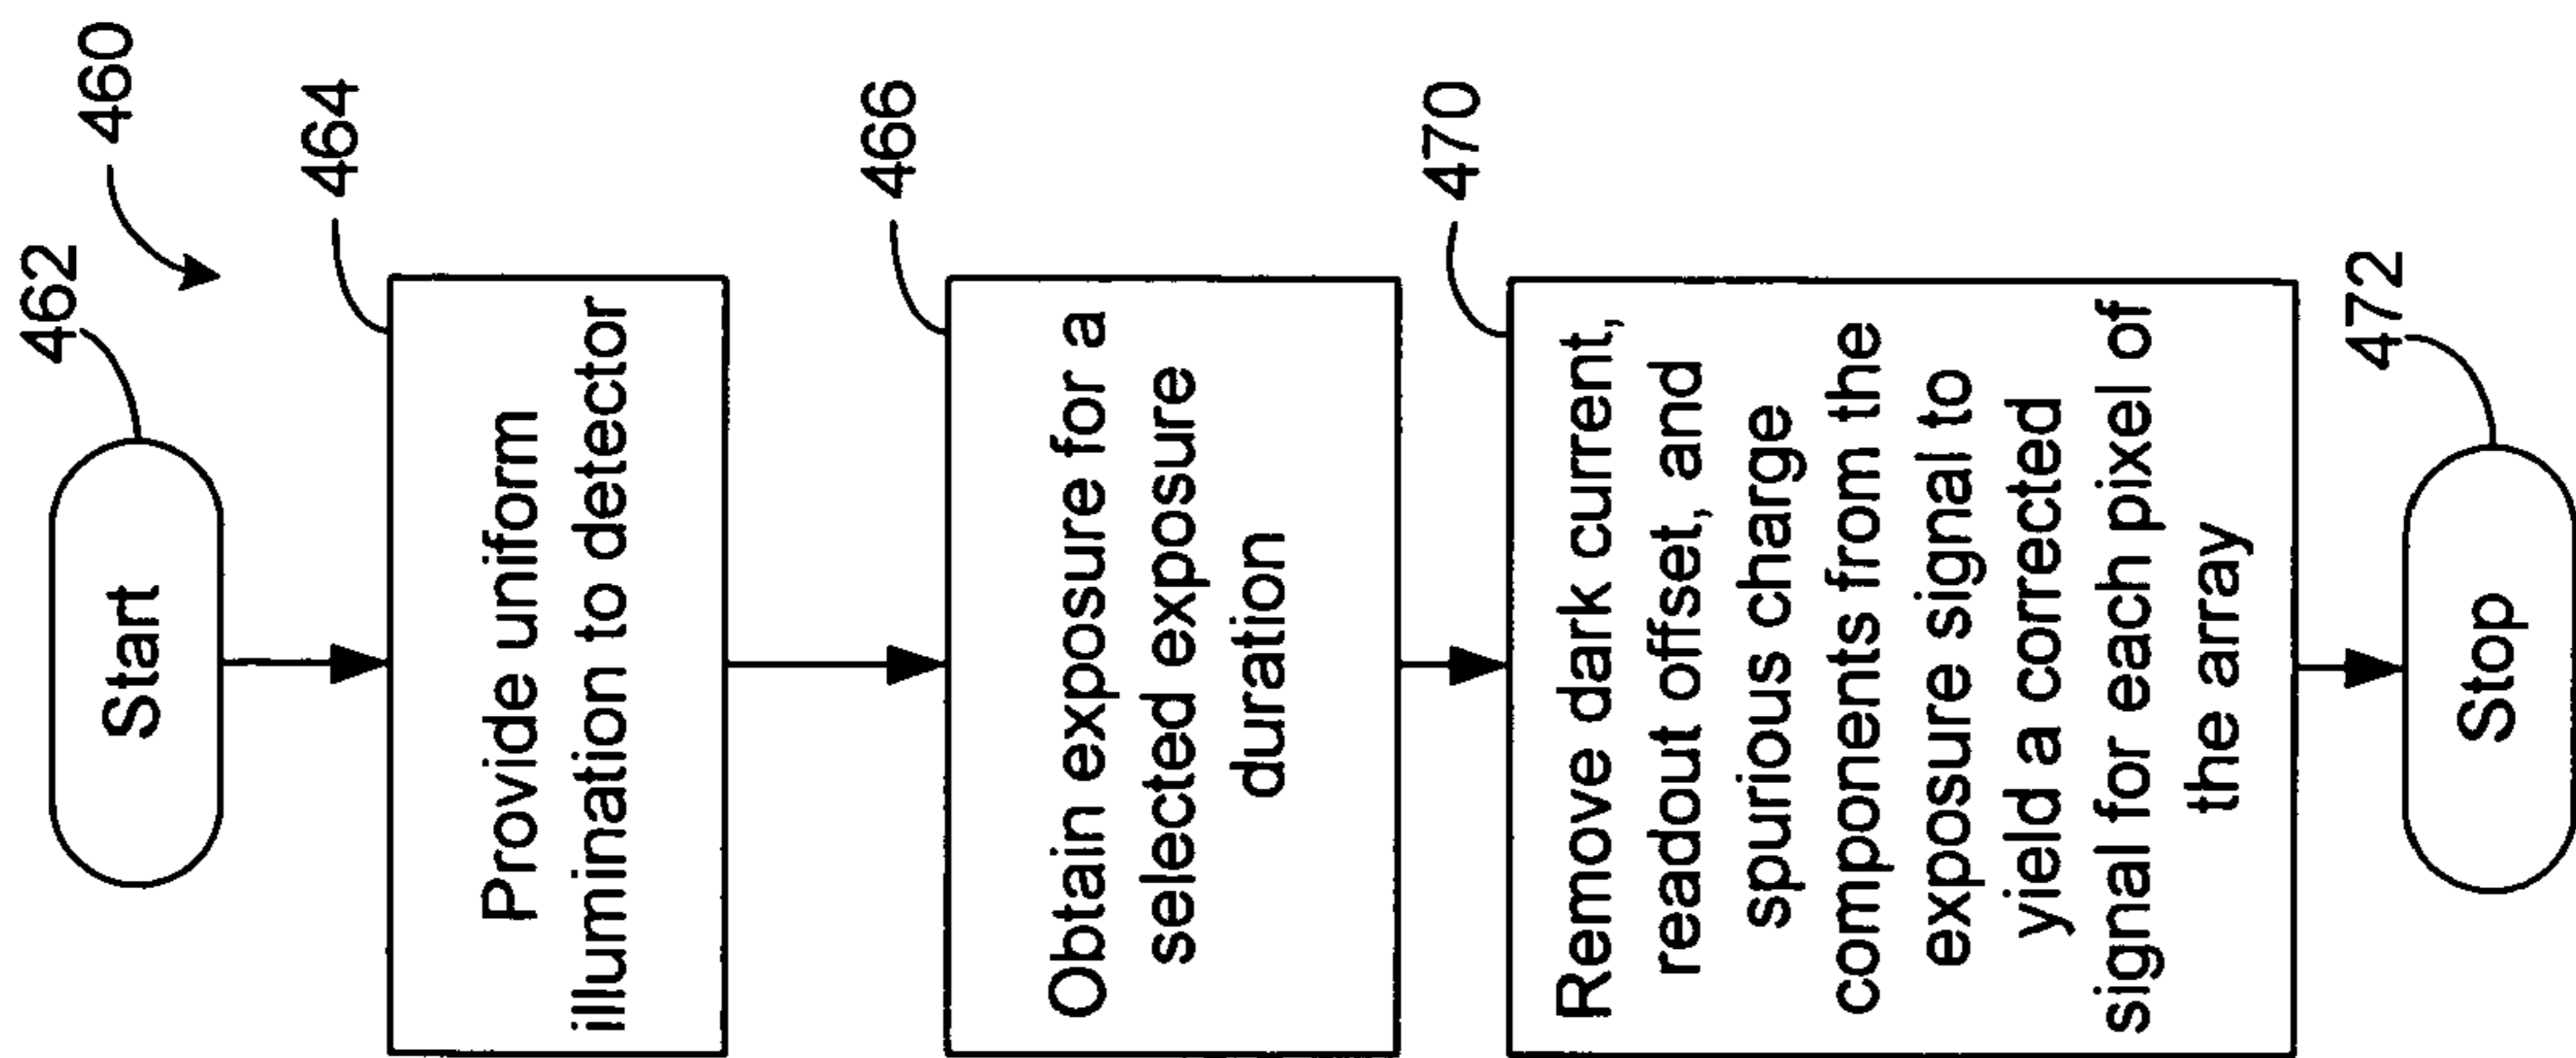 460
462
Start
464
Provide uniform
illumination to detector
466
Obtain exposure for a
selected exposure
duration
470
Remove dark current,
readout offset, and
spurious charge
components from the
exposure signal to
yield a corrected
signal for each pixel of
the array
472
Stop